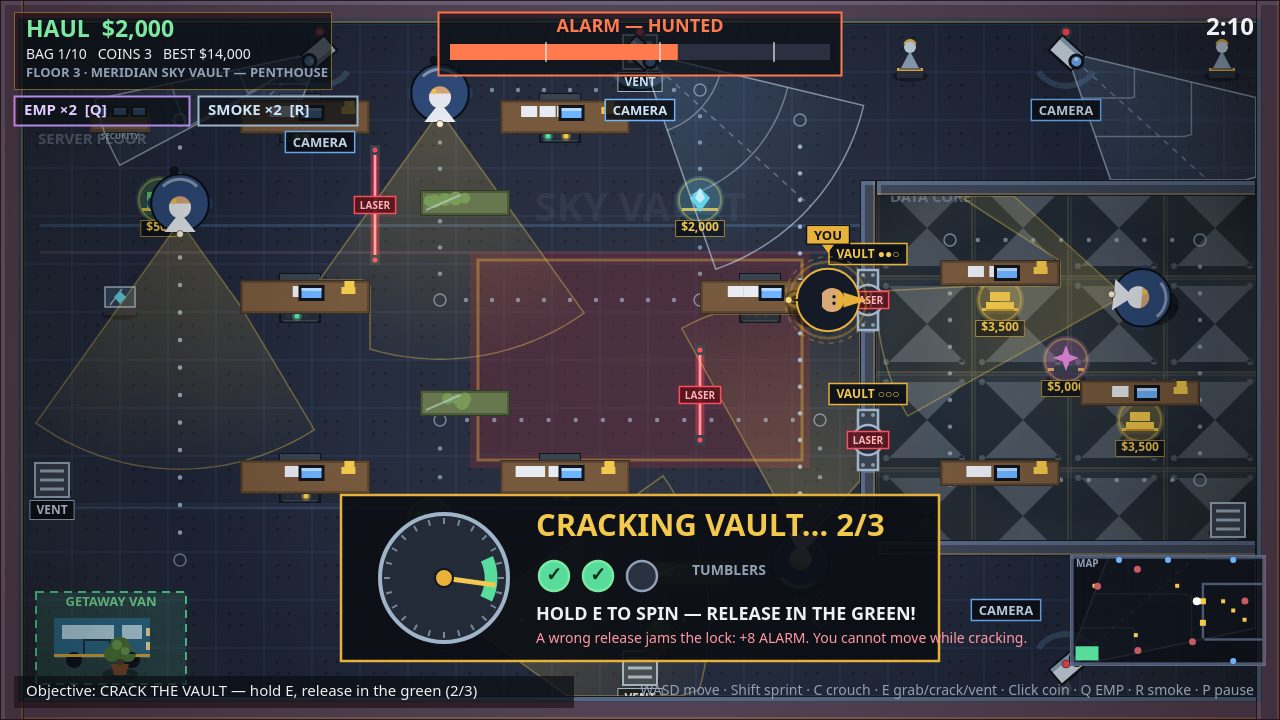 HAUL $2,000
BAG 1/10 COINS 3 BEST $14,000
FLOOR 3 · MERIDIAN SKY VAULT — PENTHOUSE
ALARM — HUNTED
2:10
EMP ×2 [Q]
SMOKE ×2 [R]
SECURITY
SERVER FLOOR
VENT
CAMERA
CAMERA
CAMERA
LASER
SKY VAULT
DATA CORE
$2,000
YOU
VAULT ●●○
LASER
$3,500
$5,000
LASER
VAULT ○○○
LASER
$3,500
VENT
CRACKING VAULT... 2/3
✓ ✓ TUMBLERS
HOLD E TO SPIN — RELEASE IN THE GREEN!
A wrong release jams the lock: +8 ALARM. You cannot move while cracking.
MAP
CAMERA
GETAWAY VAN
VENT
Objective: CRACK THE VAULT — hold E, release in the green (2/3)
WASD move · Shift sprint · C crouch · E grab/crack/vent · Click coin · Q EMP · R smoke · P pause